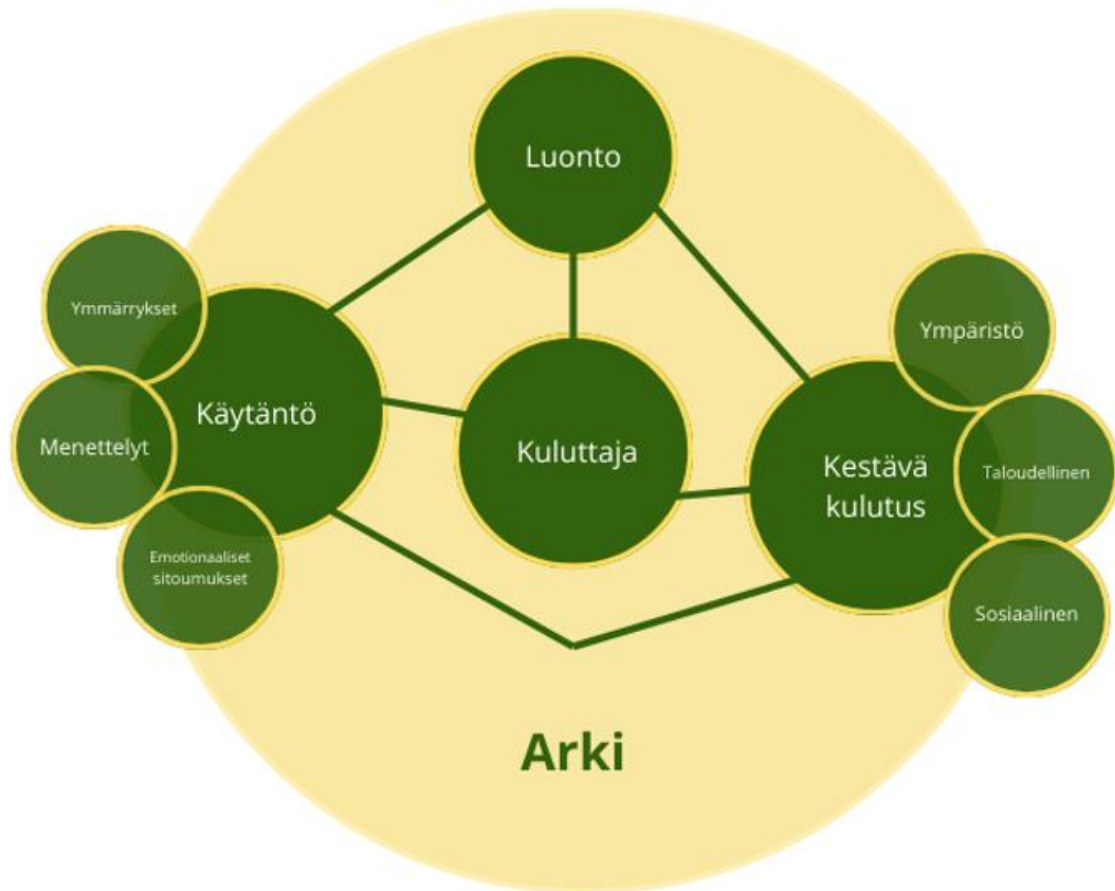 Luonto
Ymmärrykset
Käytäntö
Menettelyt
Emotionaaliset
sitoumukset
Kuluttaja
Ympäristö
Kestävä
kulutus
Taloudellinen
Sosiaalinen
Arki